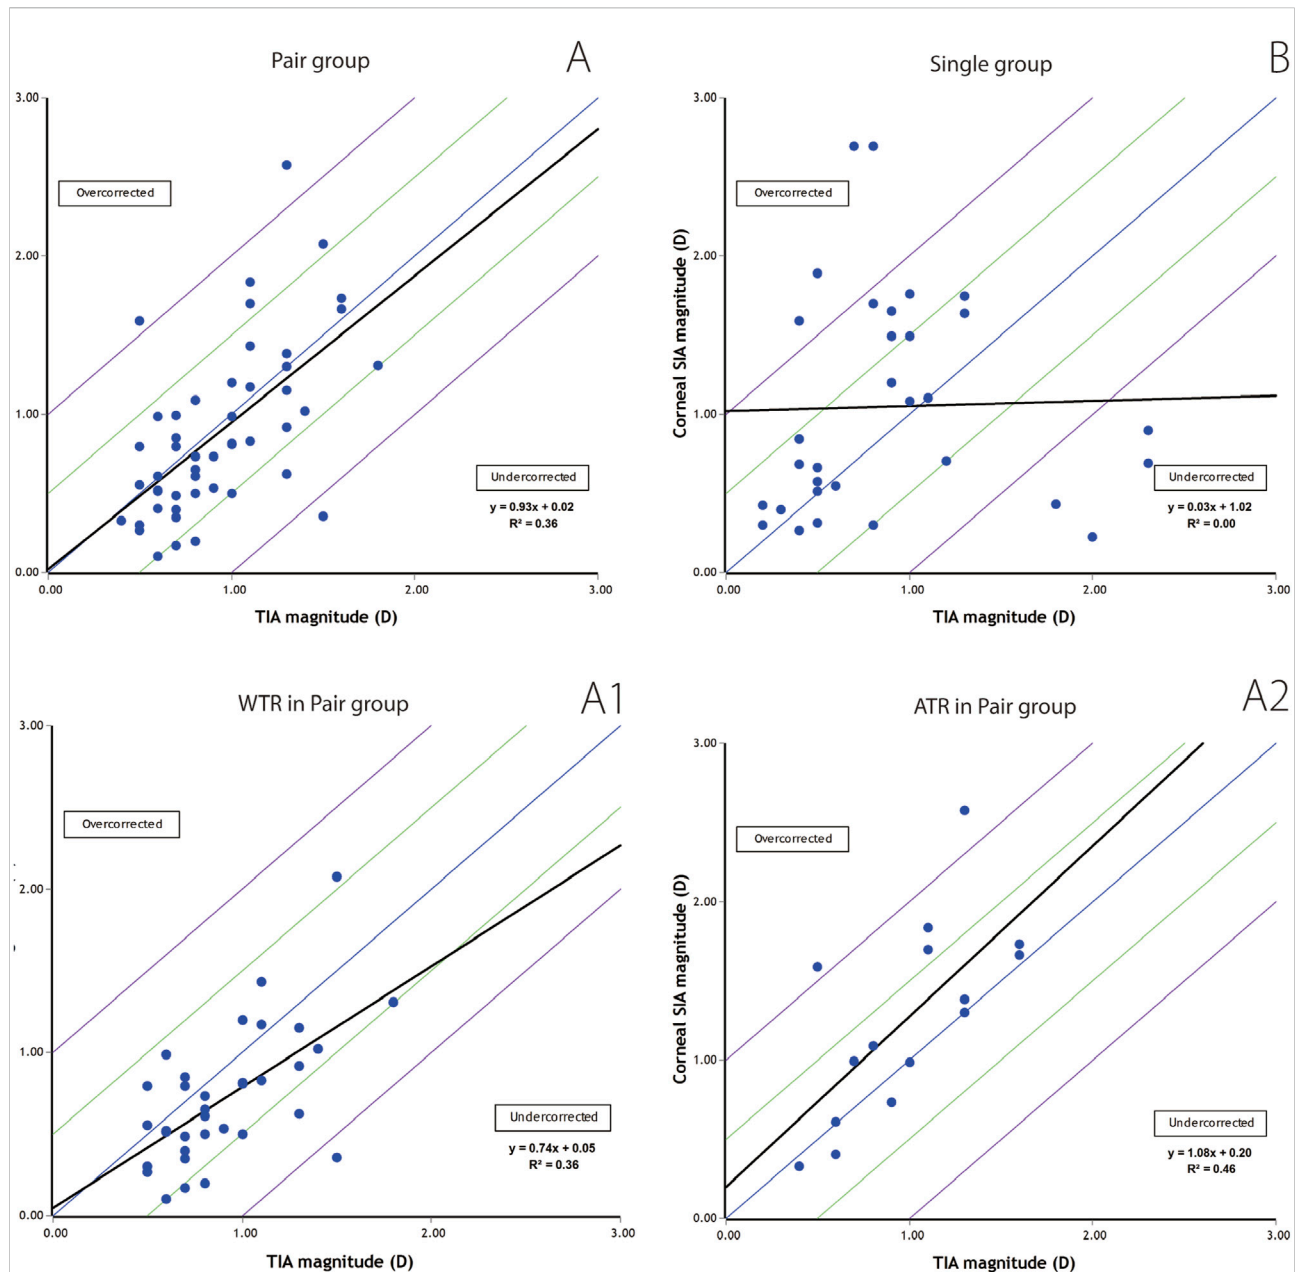 Pair group
A
3.00
Overcorrected
2.00
1.00
Undercorrected
y = 0.93x + 0.02
R² = 0.36
0.00
0.00 1.00 2.00 3.00
TIA magnitude (D)
Single group
B
3.00
Overcorrected
2.00
Corneal SIA magnitude (D)
1.00
Undercorrected
y = 0.03x + 1.02
R² = 0.00
0.00
0.00 1.00 2.00 3.00
TIA magnitude (D)
WTR in Pair group
A1
3.00
Overcorrected
2.00
1.00
Undercorrected
y = 0.74x + 0.05
R² = 0.36
0.00
0.00 1.00 2.00 3.00
TIA magnitude (D)
ATR in Pair group
A2
3.00
Overcorrected
2.00
Corneal SIA magnitude (D)
1.00
Undercorrected
y = 1.08x + 0.20
R² = 0.46
0.00
0.00 1.00 2.00 3.00
TIA magnitude (D)